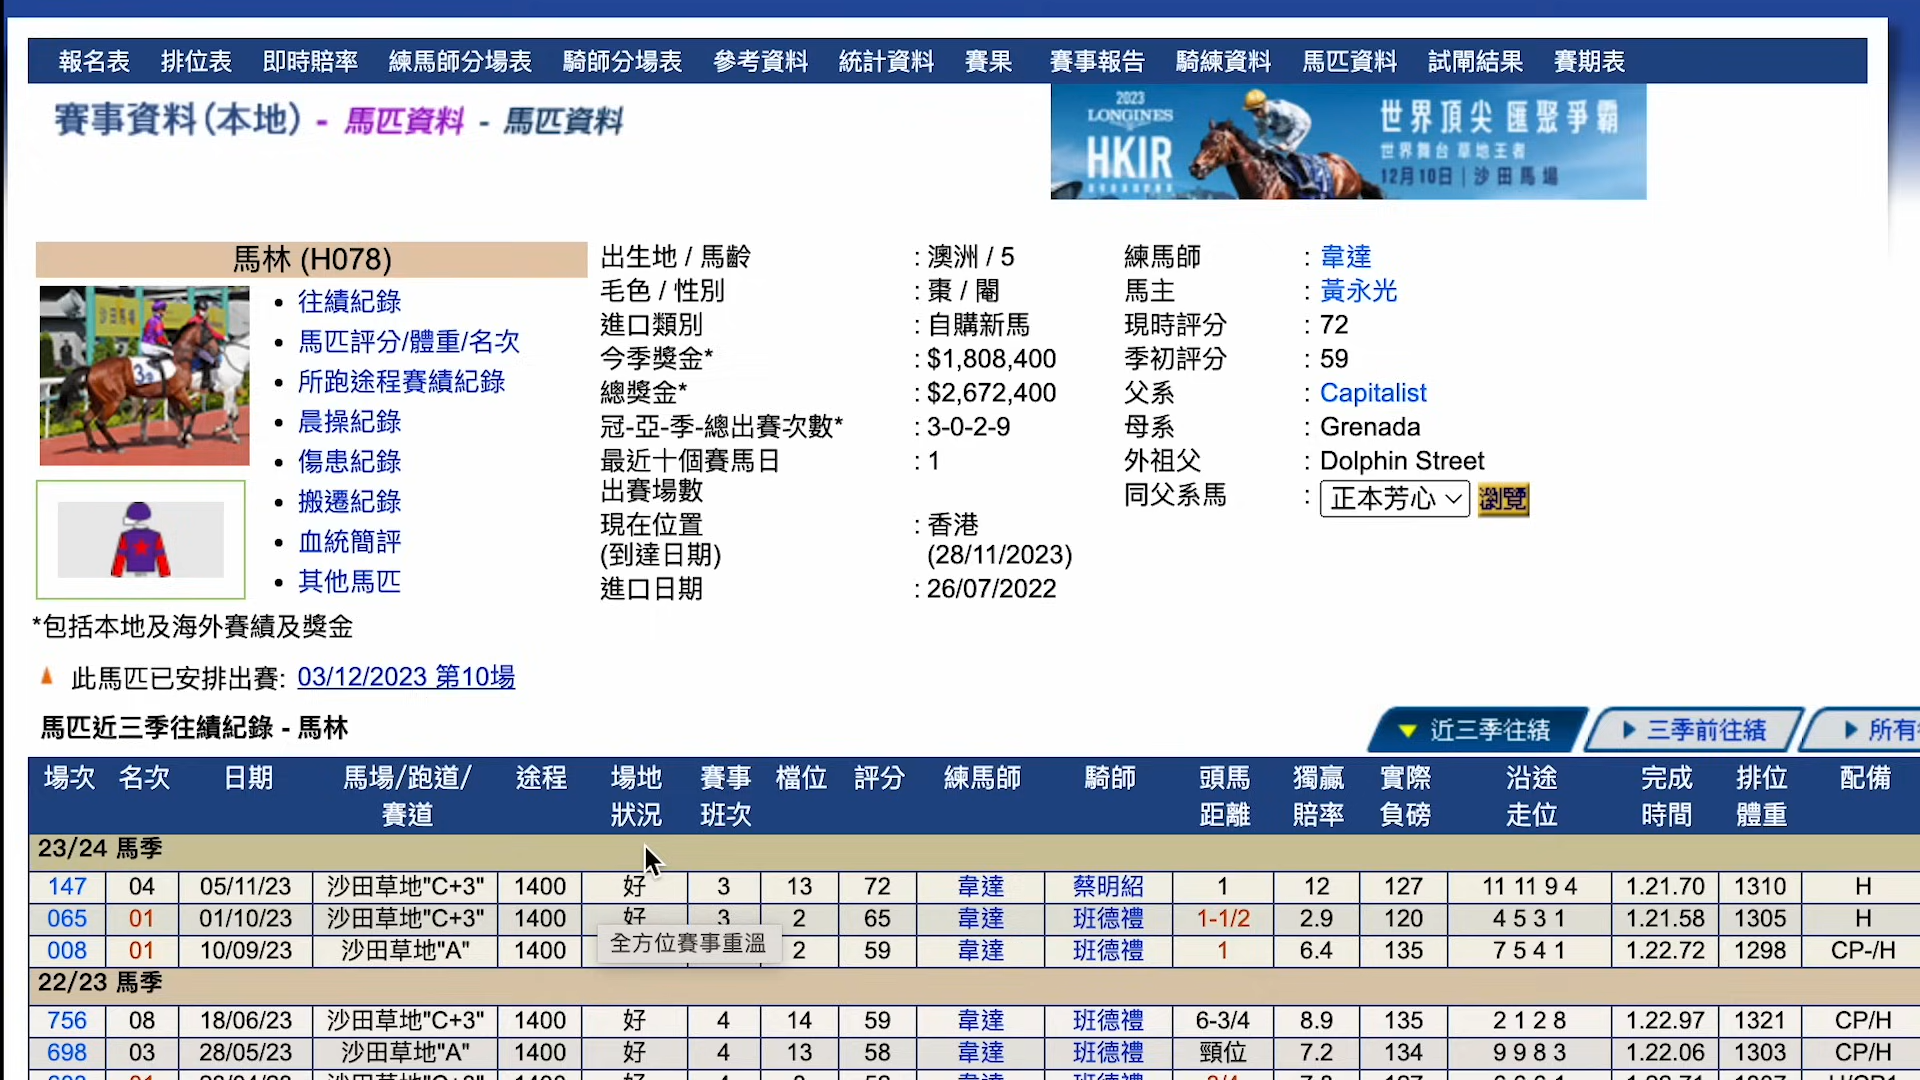 報名表 排位表 即時賠率 練馬師分場表 騎師分場表 參考資料 統計資料 賽果 賽事報告 騎練資料 馬匹資料 試閘結果 賽期表
賽事資料(本地) - 馬匹資料 - 馬匹資料
2023
LONGINES
HKIR
世界頂尖 匯聚爭霸
世界舞台 草地王者
12月10日 | 沙田馬場
馬林 (H078)
往績紀錄
馬匹評分/體重/名次
所跑途程賽績紀錄
晨操紀錄
傷患紀錄
搬遷紀錄
血統簡評
其他馬匹
出生地 / 馬齡 : 澳洲 / 5
毛色 / 性別 : 棗 / 閹
進口類別 : 自購新馬
今季獎金* : $1,808,400
總獎金* : $2,672,400
冠-亞-季-總出賽次數* : 3-0-2-9
最近十個賽馬日 : 1
出賽場數
現在位置 : 香港
(到達日期) (28/11/2023)
進口日期 : 26/07/2022
練馬師 : 韋達
馬主 : 黃永光
現時評分 : 72
季初評分 : 59
父系 : Capitalist
母系 : Grenada
外祖父 : Dolphin Street
同父系馬 : 正本芳心 瀏覽
*包括本地及海外賽績及獎金
此馬匹已安排出賽: 03/12/2023 第10場
馬匹近三季往績紀錄 - 馬林
近三季往績 三季前往績 所有
場次 名次 日期 馬場/跑道/ 途程 場地 賽事 檔位 評分 練馬師 騎師 頭馬 獨贏 實際 沿途 完成 排位 配備
賽道 狀況 班次 距離 賠率 負磅 走位 時間 體重
23/24 馬季
147 04 05/11/23 沙田草地"C+3" 1400 好 3 13 72 韋達 蔡明紹 1 12 127 11 11 9 4 1.21.70 1310 H
065 01 01/10/23 沙田草地"C+3" 1400 好 3 2 65 韋達 班德禮 1-1/2 2.9 120 4 5 3 1 1.21.58 1305 H
全方位賽事重溫
008 01 10/09/23 沙田草地"A" 1400 2 59 韋達 班德禮 1 6.4 135 7 5 4 1 1.22.72 1298 CP-/H
22/23 馬季
756 08 18/06/23 沙田草地"C+3" 1400 好 4 14 59 韋達 班德禮 6-3/4 8.9 135 2 1 2 8 1.22.97 1321 CP/H
698 03 28/05/23 沙田草地"A" 1400 好 4 13 58 韋達 班德禮 頸位 7.2 134 9 9 8 3 1.22.06 1303 CP/H